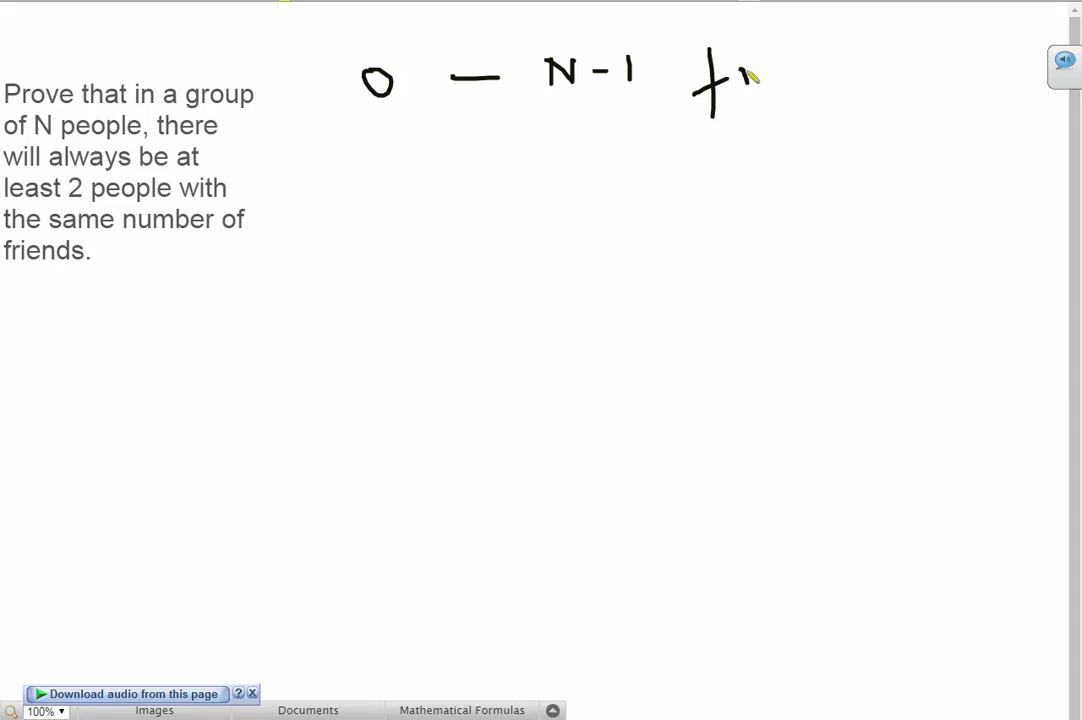 0 — N-1 fr
Prove that in a group
of N people, there
will always be at
least 2 people with
the same number of
friends.
Download audio from this page ? x
100% ▼ Images Documents Mathematical Formulas